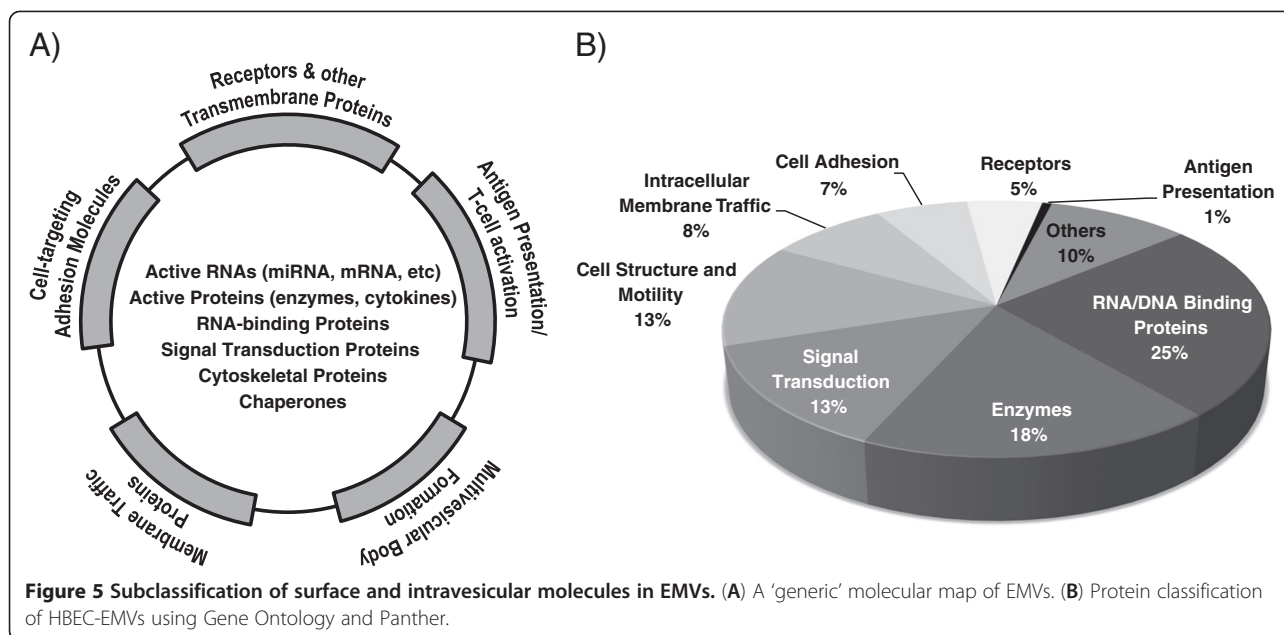 A)
Receptors & other
Transmembrane Proteins
Cell-targeting
Adhesion Molecules
Antigen Presentation/
T-cell activation
Active RNAs (miRNA, mRNA, etc)
Active Proteins (enzymes, cytokines)
RNA-binding Proteins
Signal Transduction Proteins
Cytoskeletal Proteins
Chaperones
Membrane Traffic
Proteins
Multivesicular Body
Formation
B)
Cell Adhesion
7%
Receptors
5%
Antigen
Presentation
1%
Intracellular
Membrane Traffic
8%
Others
10%
Cell Structure and
Motility
13%
RNA/DNA Binding
Proteins
25%
Signal
Transduction
13%
Enzymes
18%
Figure 5 Subclassification of surface and intravesicular molecules in EMVs. (A) A ‘generic’ molecular map of EMVs. (B) Protein classification
of HBEC-EMVs using Gene Ontology and Panther.